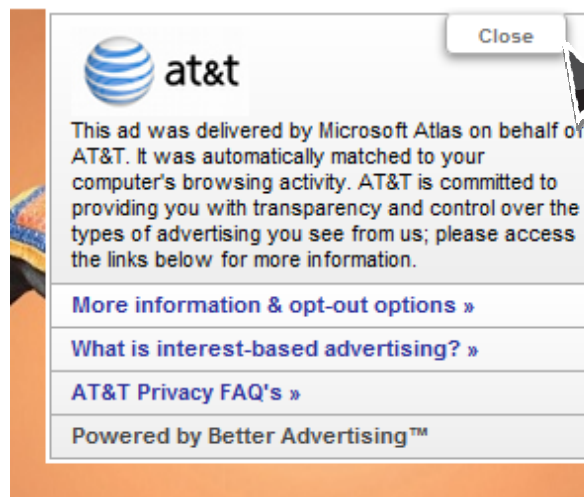 Close
at&t
This ad was delivered by Microsoft Atlas on behalf of
AT&T. It was automatically matched to your
computer's browsing activity. AT&T is committed to
providing you with transparency and control over the
types of advertising you see from us; please access
the links below for more information.
More information & opt-out options »
What is interest-based advertising? »
AT&T Privacy FAQ's »
Powered by Better Advertising™